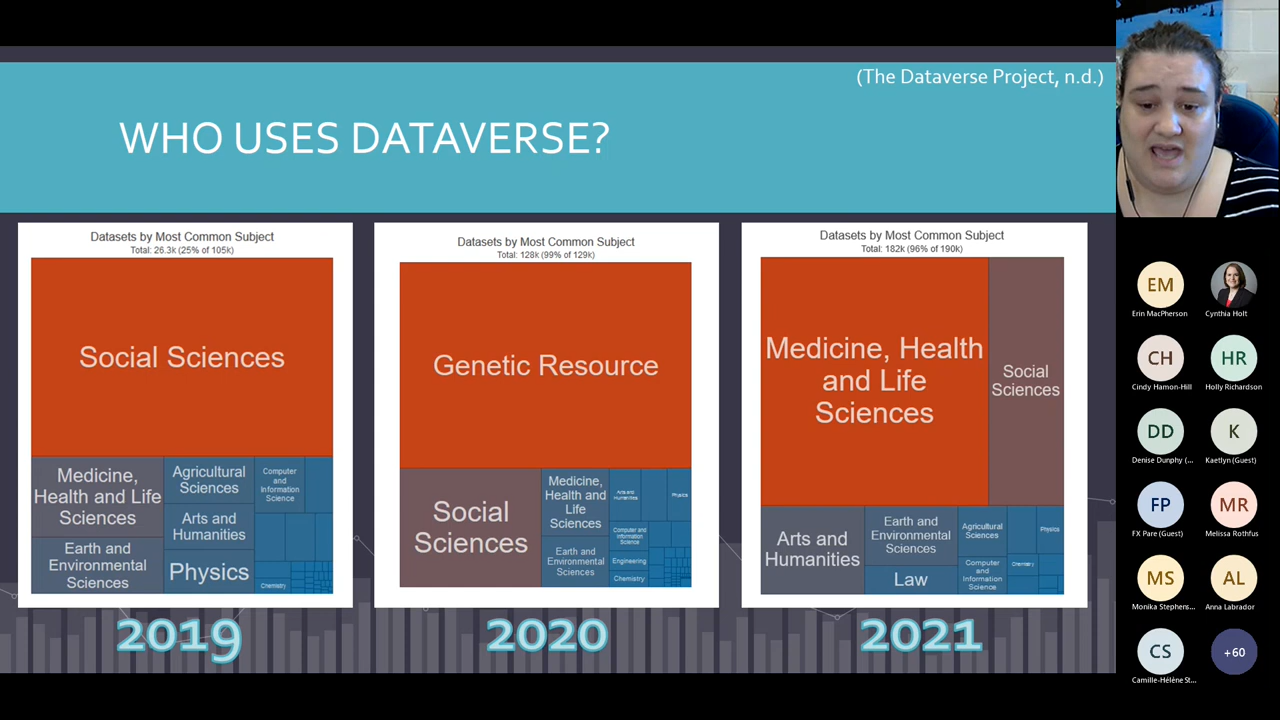 (The Dataverse Project, n.d.)
WHO USES DATAVERSE?
Datasets by Most Common Subject
Total: 26.3k (25% of 105k)
Social Sciences
Medicine,
Health and Life
Sciences
Earth and
Environmental
Sciences
Agricultural
Sciences
Arts and
Humanities
Physics
Computer
and
Information
Science
Chemistry
2019
Datasets by Most Common Subject
Total: 128k (99% of 129k)
Genetic Resource
Social
Sciences
Medicine,
Health and
Life
Sciences
Earth and
Environmental
Sciences
Arts and
Humanities
Computer and
Information
Science
Engineering
Chemistry
Physics
2020
Datasets by Most Common Subject
Total: 182k (96% of 190k)
Medicine, Health
and Life
Sciences
Social
Sciences
Arts and
Humanities
Earth and
Environmental
Sciences
Law
Agricultural
Sciences
Computer
and
Information
Science
Physics
Chemistry
2021
EM
Erin MacPherson
Cynthia Holt
CH
Cindy Hamon-Hill
HR
Holly Richardson
DD
Denise Dunphy (...
K
Kaetlyn (Guest)
FP
FX Pare (Guest)
MR
Melissa Rothfus
MS
Monika Stephens...
AL
Anna Labrador
CS
Camille-Hélène St...
+60